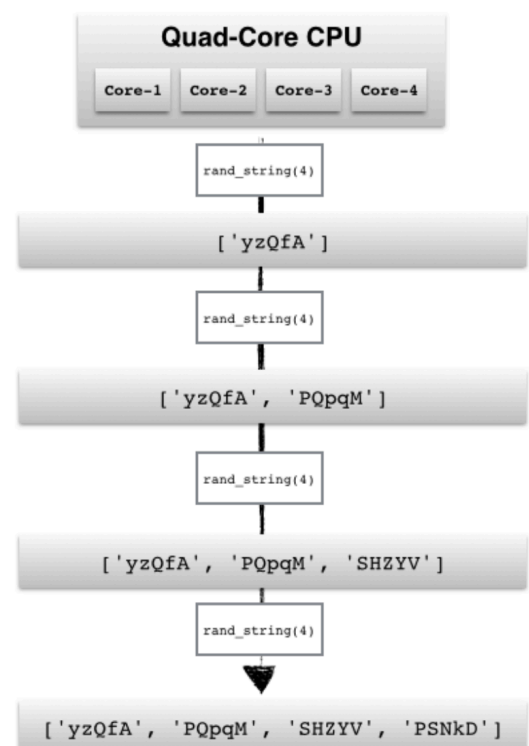 Quad-Core CPU
Core-1 Core-2 Core-3 Core-4
rand_string(4)
['yzQfA']
rand_string(4)
['yzQfA', 'PQpqM']
rand_string(4)
['yzQfA', 'PQpqM', 'SHZYV']
rand_string(4)
['yzQfA', 'PQpqM', 'SHZYV', 'PSNkD']